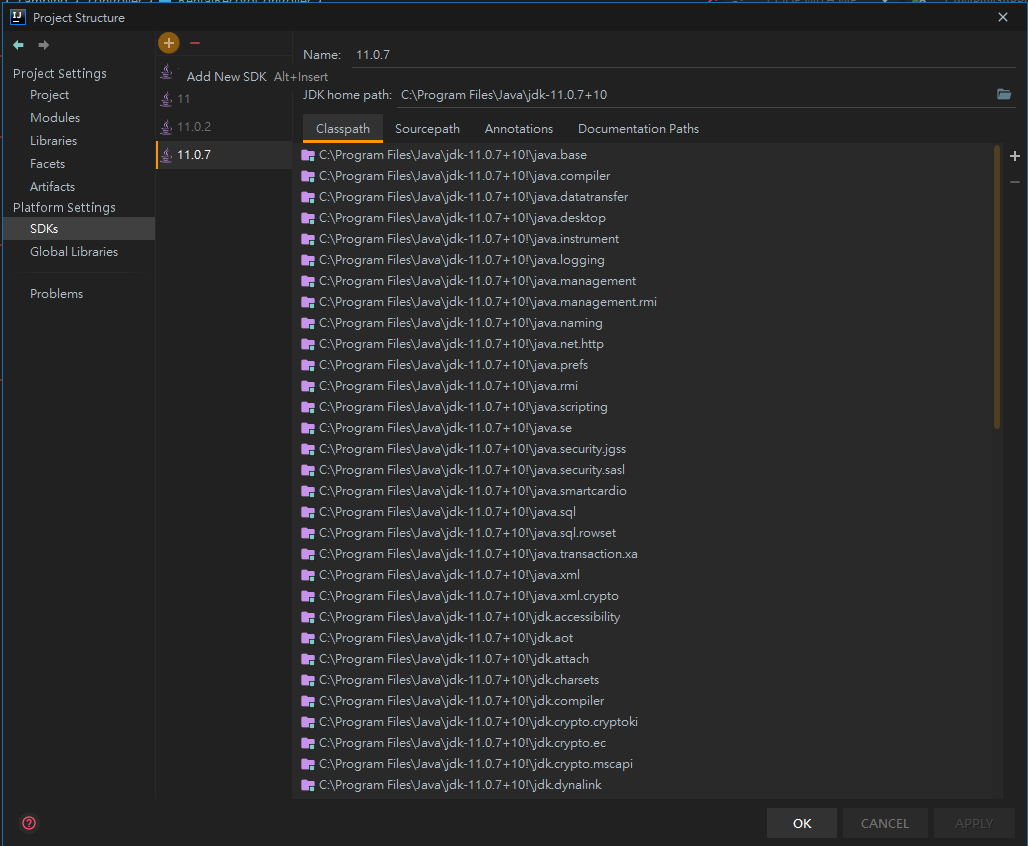 IJ Project Structure
Name: 11.0.7
Project Settings
Add New SDK Alt+Insert
Project
JDK home path: C:\Program Files\Java\jdk-11.0.7+10
11
Modules
11.0.2
Classpath Sourcepath Annotations Documentation Paths
Libraries
11.0.7
C:\Program Files\Java\jdk-11.0.7+10!\java.base
Facets
C:\Program Files\Java\jdk-11.0.7+10!\java.compiler
Artifacts
C:\Program Files\Java\jdk-11.0.7+10!\java.datatransfer
Platform Settings
C:\Program Files\Java\jdk-11.0.7+10!\java.desktop
SDKs
C:\Program Files\Java\jdk-11.0.7+10!\java.instrument
Global Libraries
C:\Program Files\Java\jdk-11.0.7+10!\java.logging
C:\Program Files\Java\jdk-11.0.7+10!\java.management
Problems
C:\Program Files\Java\jdk-11.0.7+10!\java.management.rmi
C:\Program Files\Java\jdk-11.0.7+10!\java.naming
C:\Program Files\Java\jdk-11.0.7+10!\java.net.http
C:\Program Files\Java\jdk-11.0.7+10!\java.prefs
C:\Program Files\Java\jdk-11.0.7+10!\java.rmi
C:\Program Files\Java\jdk-11.0.7+10!\java.scripting
C:\Program Files\Java\jdk-11.0.7+10!\java.se
C:\Program Files\Java\jdk-11.0.7+10!\java.security.jgss
C:\Program Files\Java\jdk-11.0.7+10!\java.security.sasl
C:\Program Files\Java\jdk-11.0.7+10!\java.smartcardio
C:\Program Files\Java\jdk-11.0.7+10!\java.sql
C:\Program Files\Java\jdk-11.0.7+10!\java.sql.rowset
C:\Program Files\Java\jdk-11.0.7+10!\java.transaction.xa
C:\Program Files\Java\jdk-11.0.7+10!\java.xml
C:\Program Files\Java\jdk-11.0.7+10!\java.xml.crypto
C:\Program Files\Java\jdk-11.0.7+10!\jdk.accessibility
C:\Program Files\Java\jdk-11.0.7+10!\jdk.aot
C:\Program Files\Java\jdk-11.0.7+10!\jdk.attach
C:\Program Files\Java\jdk-11.0.7+10!\jdk.charsets
C:\Program Files\Java\jdk-11.0.7+10!\jdk.compiler
C:\Program Files\Java\jdk-11.0.7+10!\jdk.crypto.cryptoki
C:\Program Files\Java\jdk-11.0.7+10!\jdk.crypto.ec
C:\Program Files\Java\jdk-11.0.7+10!\jdk.crypto.mscapi
C:\Program Files\Java\jdk-11.0.7+10!\jdk.dynalink
OK CANCEL APPLY